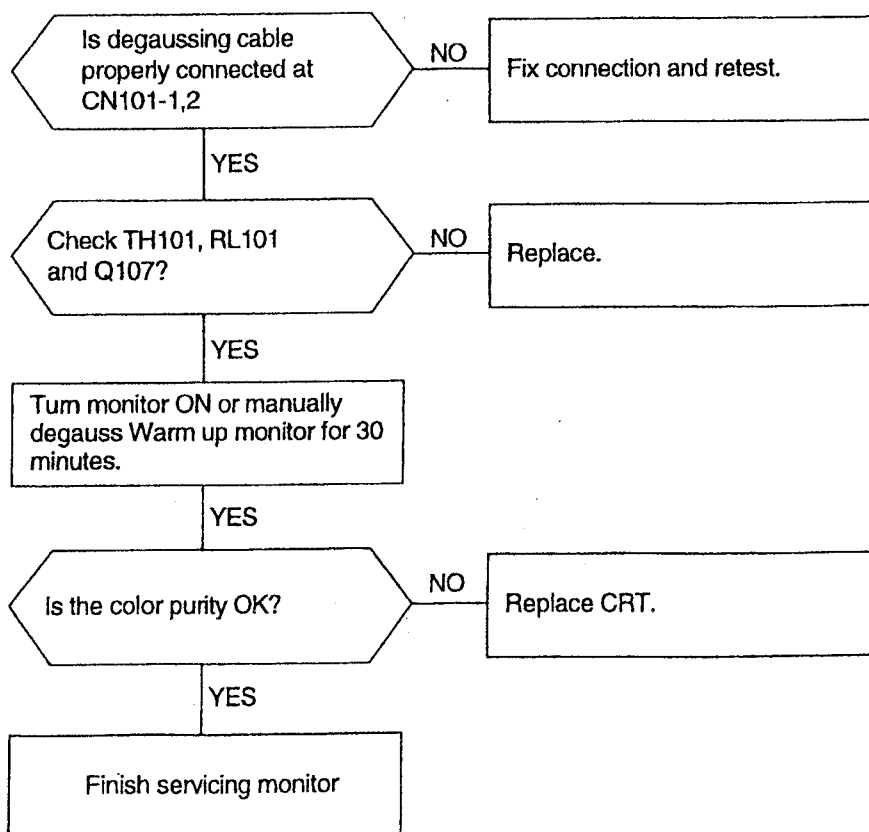 Is degaussing cable
properly connected at
CN101-1,2
NO
Fix connection and retest.
YES
Check TH101, RL101
and Q107?
NO
Replace.
YES
Turn monitor ON or manually
degauss Warm up monitor for 30
minutes.
YES
Is the color purity OK?
NO
Replace CRT.
YES
Finish servicing monitor